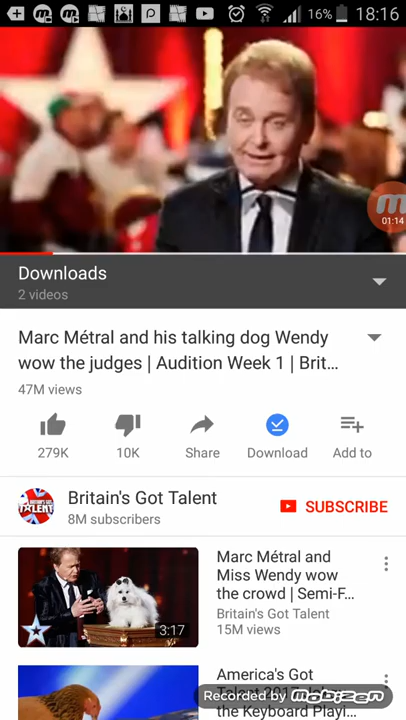 16% 18:16
01:14
Downloads
2 videos
Marc Métral and his talking dog Wendy
wow the judges | Audition Week 1 | Brit...
47M views
279K 10K Share Download Add to
Britain's Got Talent
8M subscribers
SUBSCRIBE
Marc Métral and
Miss Wendy wow
the crowd | Semi-F...
Britain's Got Talent
15M views
3:17
America's Got
the Keyboard Playi...
Recorded by mobizen